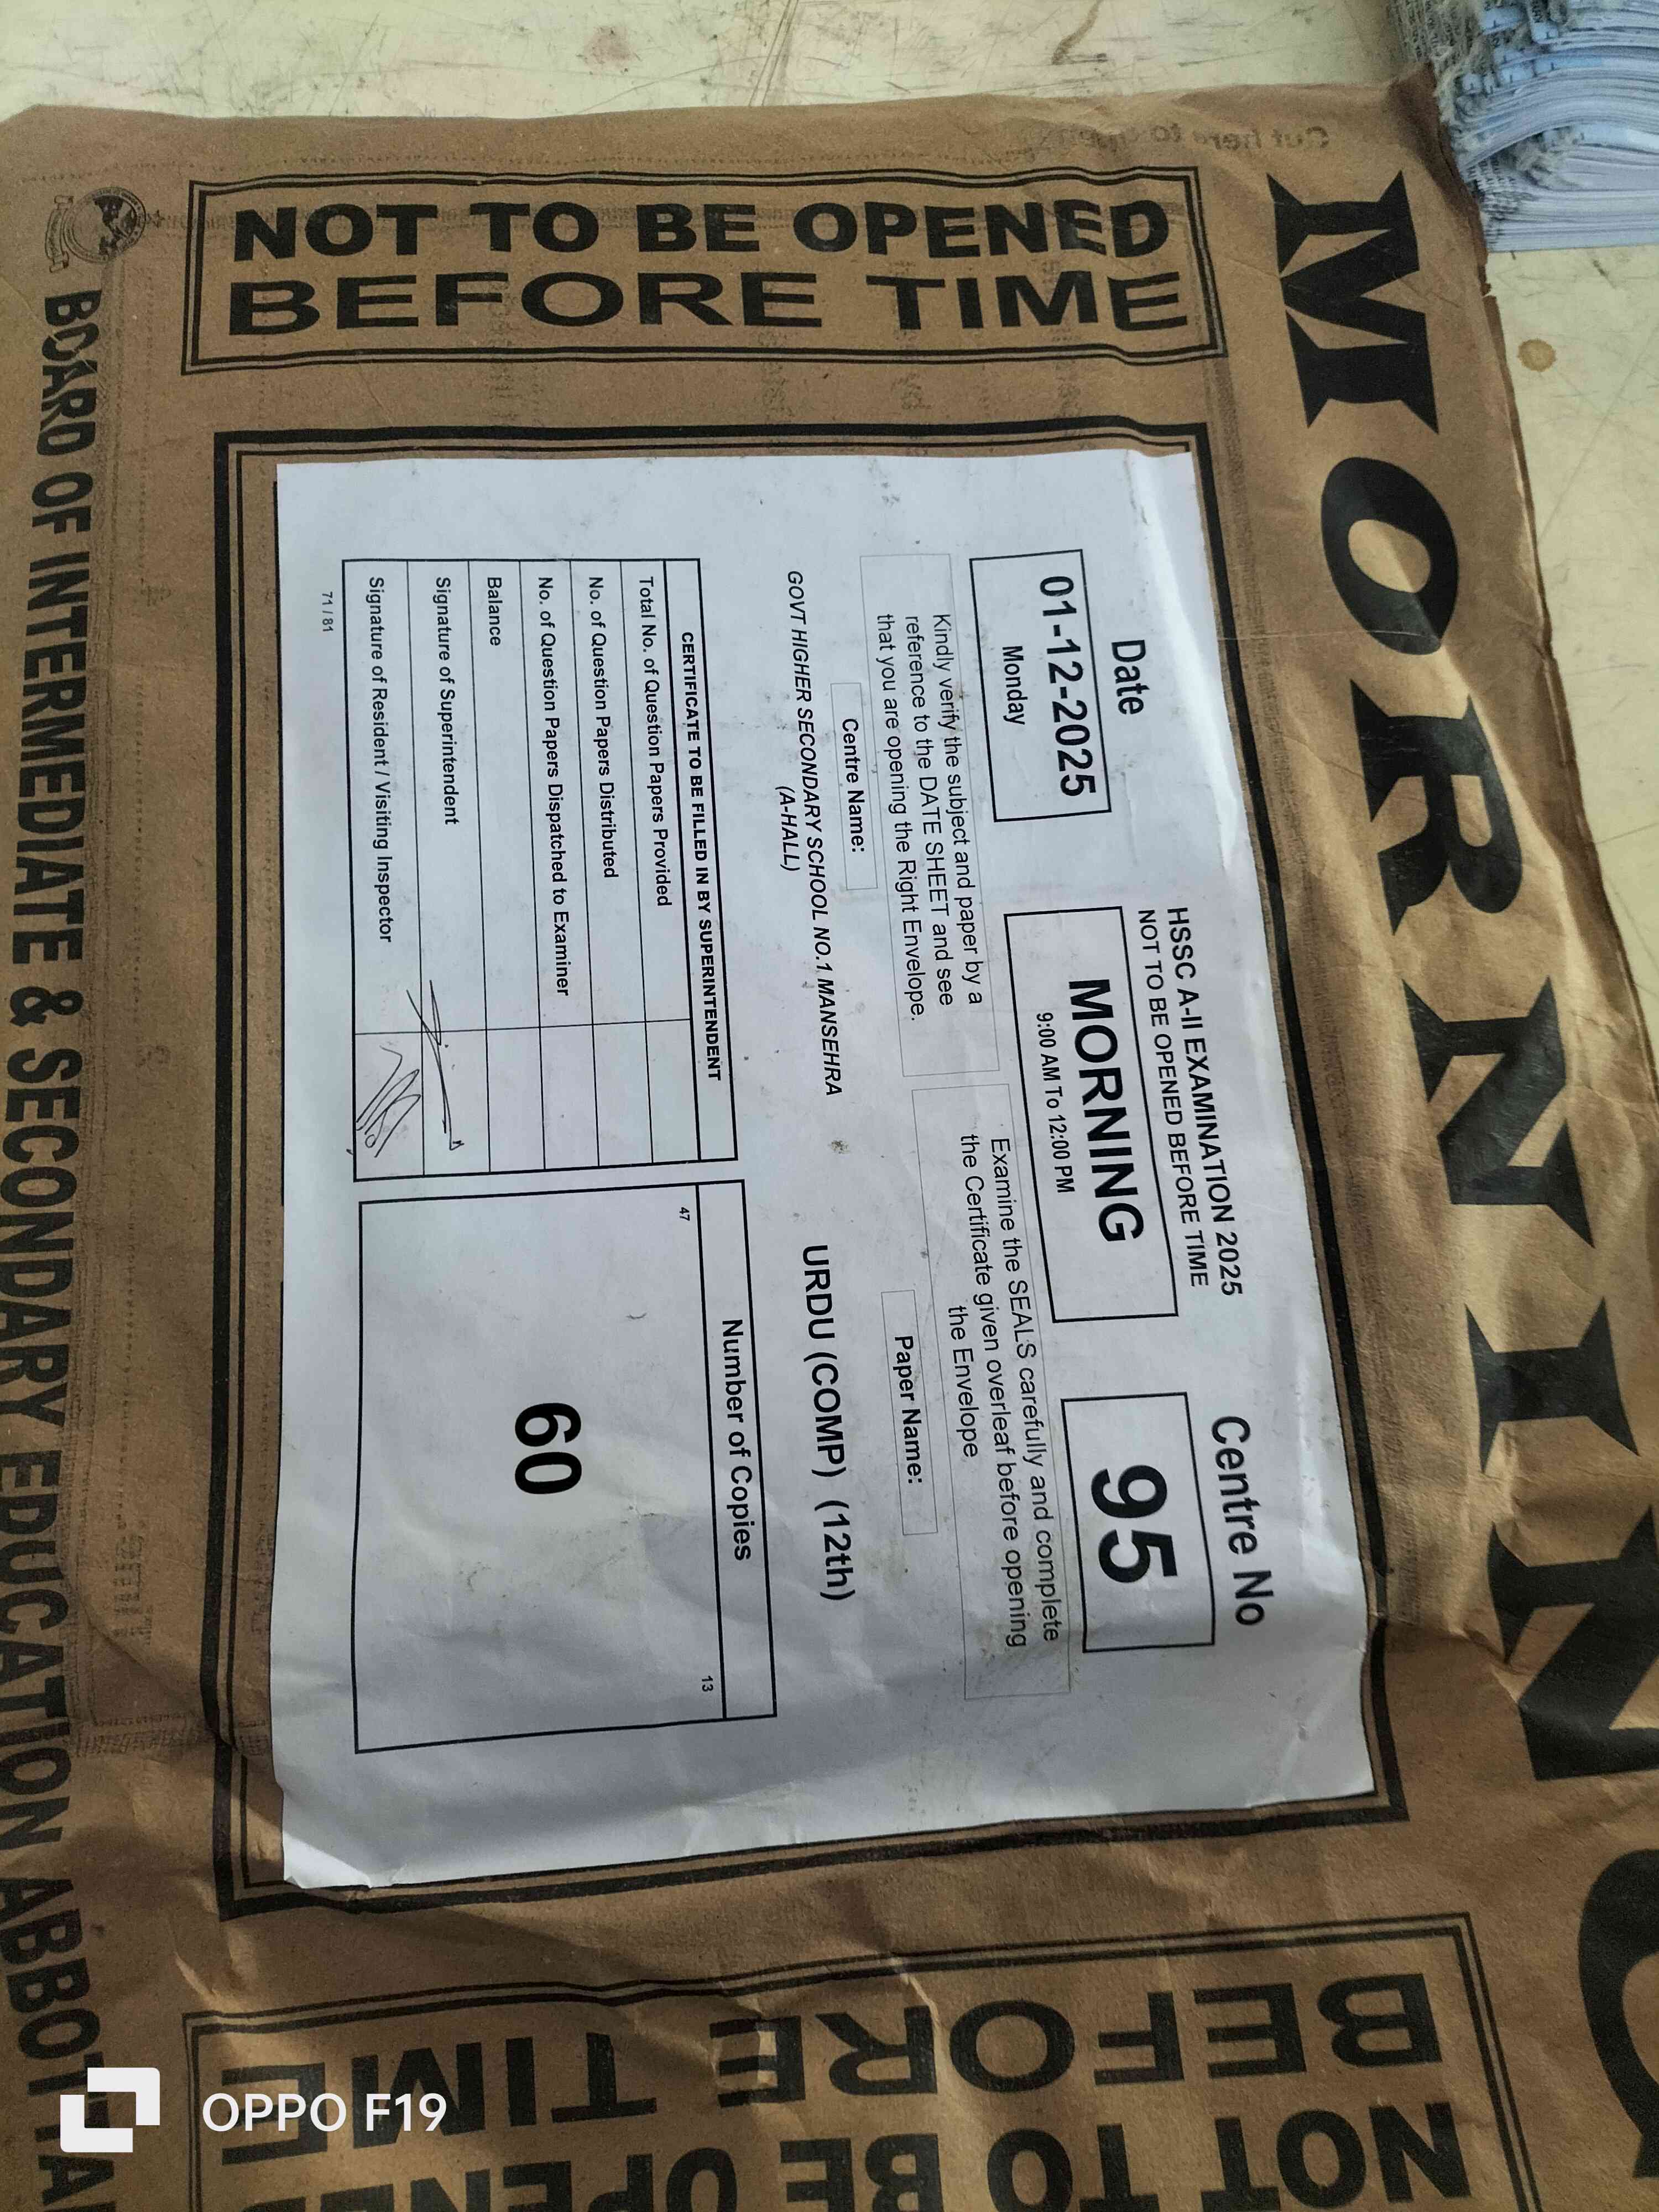 Cut here to open
MORNING
NOT TO BE OPENED
BEFORE TIME
HSSC A-II EXAMINATION 2025
NOT TO BE OPENED BEFORE TIME
Date
01-12-2025
Monday
MORNING
9:00 AM To 12:00 PM
Centre No
95
Kindly verify the subject and paper by a
reference to the DATE SHEET and see
that you are opening the Right Envelope.
Examine the SEALS carefully and complete
the Certificate given overleaf before opening
the Envelope
Centre Name:
GOVT HIGHER SECONDARY SCHOOL NO.1 MANSEHRA
(A-HALL)
Paper Name:
URDU (COMP) (12th)
CERTIFICATE TO BE FILLED IN BY SUPERINTENDENT
Total No. of Question Papers Provided
No. of Question Papers Distributed
No. of Question Papers Dispatched to Examiner
Balance
Signature of Superintendent
Signature of Resident / Visiting Inspector
71 / 81
Number of Copies
47
13
60
NOT TO BE OPENED
BEFORE TIME
BOARD OF INTERMEDIATE & SECONDARY EDUCATION ABBOTTA
OPPO F19